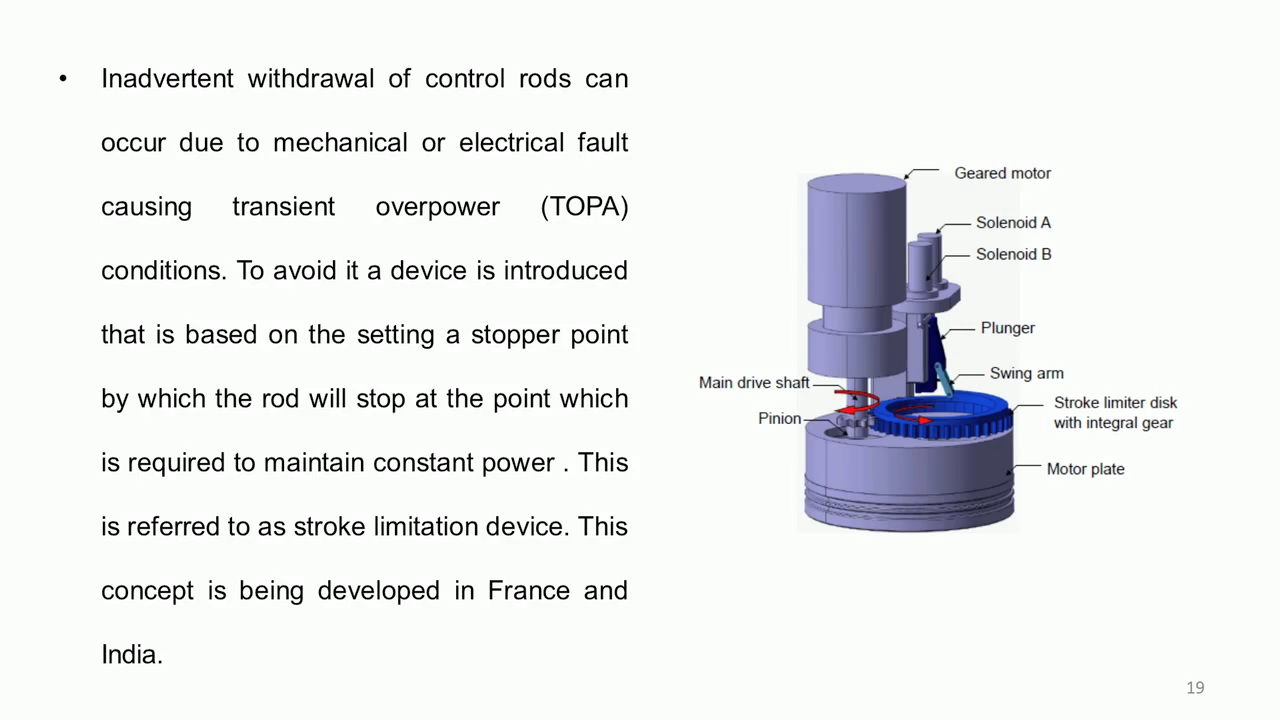 • Inadvertent withdrawal of control rods can
occur due to mechanical or electrical fault
causing transient overpower (TOPA)
conditions. To avoid it a device is introduced
that is based on the setting a stopper point
by which the rod will stop at the point which
is required to maintain constant power . This
is referred to as stroke limitation device. This
concept is being developed in France and
India.
Geared motor
Solenoid A
Solenoid B
Plunger
Swing arm
Main drive shaft
Stroke limiter disk
with integral gear
Pinion
Motor plate
19